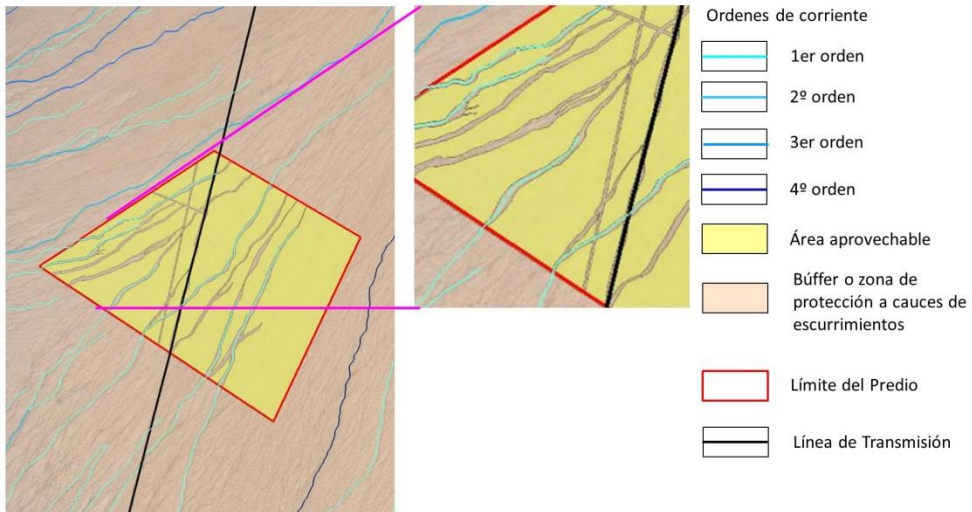 Ordenes de corriente
1er orden
2º orden
3er orden
4º orden
Área aprovechable
Búffer o zona de
protección a cauces de
escurrimientos
Límite del Predio
Línea de Transmisión